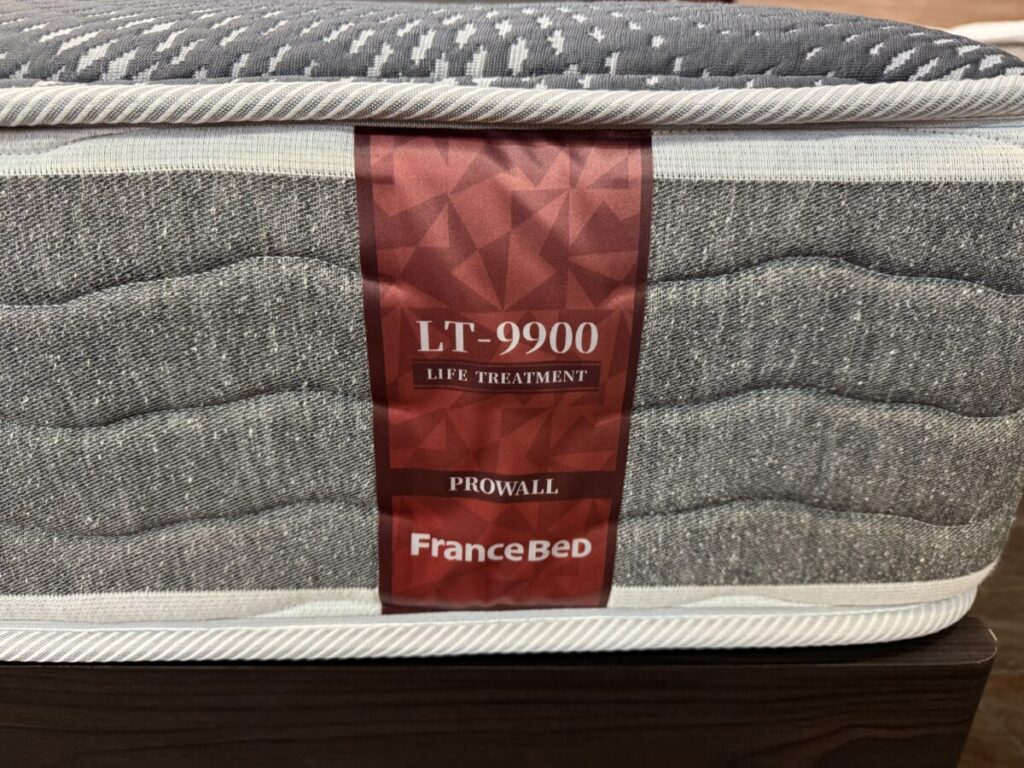 LT-9900
LIFE TREATMENT
PROWALL
FranceBeD